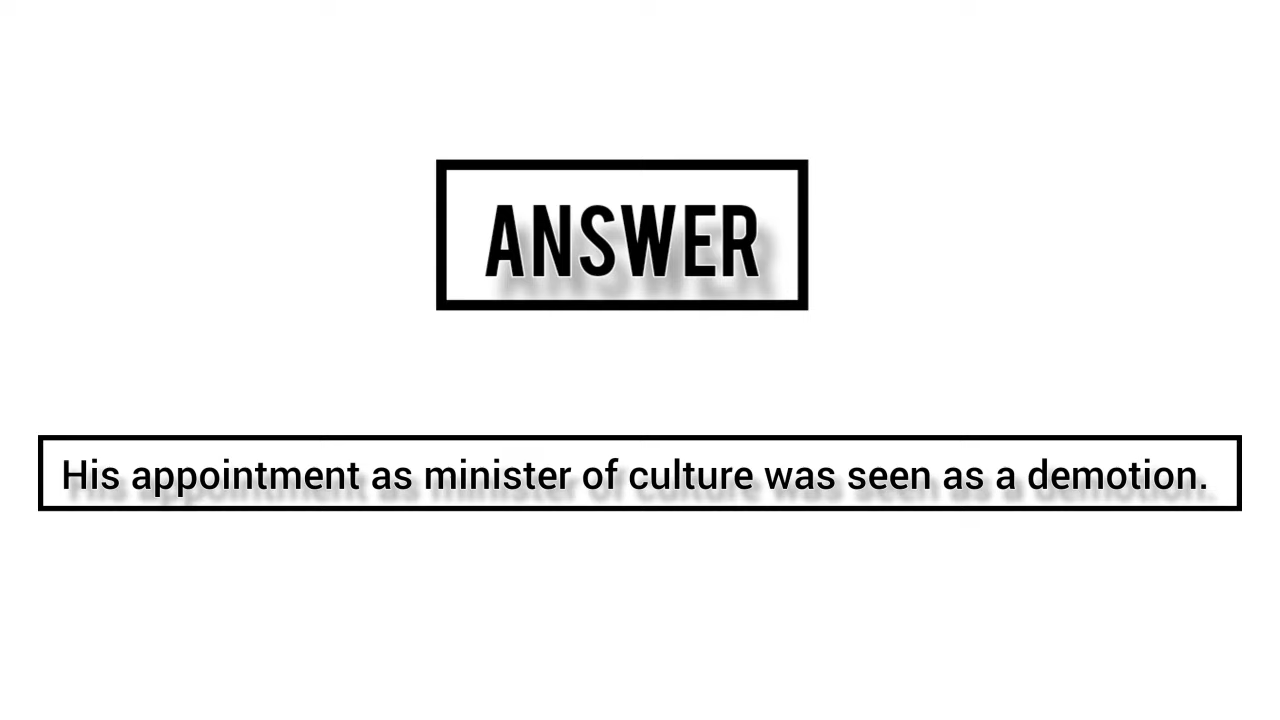 ANSWER
His appointment as minister of culture was seen as a demotion.